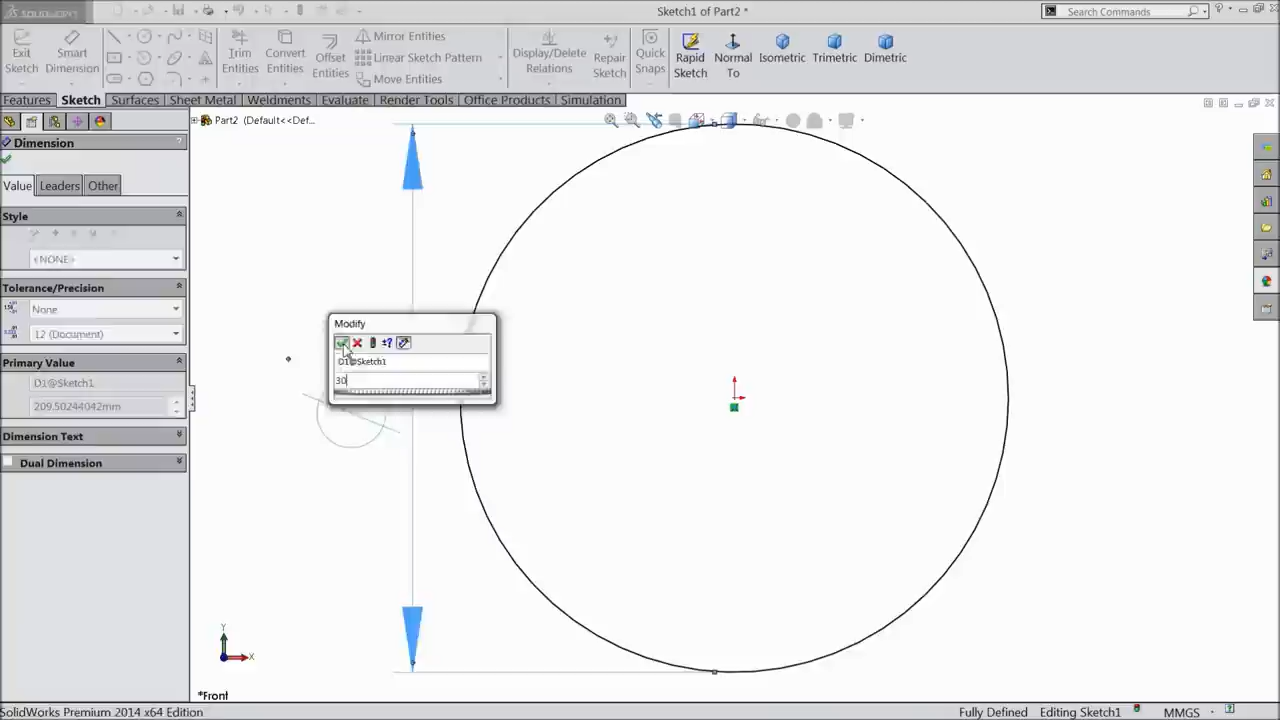 SOLIDWORKS
Sketch1 of Part2 *
Search Commands
Exit Sketch
Smart Dimension
Trim Entities
Convert Entities
Offset Entities
Mirror Entities
Linear Sketch Pattern
Move Entities
Display/Delete Relations
Repair Sketch
Quick Snaps
Rapid Sketch
Normal To
Isometric
Trimetric
Dimetric
Features Sketch Surfaces Sheet Metal Weldments Evaluate Render Tools Office Products Simulation
Part2 (Default<<Def...
Dimension
Value Leaders Other
Style
<NONE>
Tolerance/Precision
None
.12 (Document)
Primary Value
D1@Sketch1
209.50244042mm
Dimension Text
Dual Dimension
Modify
D1@Sketch1
30
Y
X
*Front
SolidWorks Premium 2014 x64 Edition
Fully Defined
Editing Sketch1
MMGS